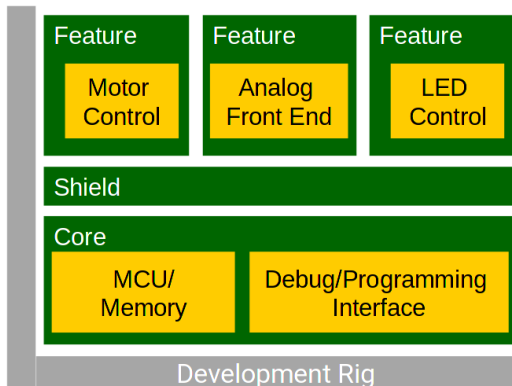 Feature
Motor
Control
Feature
Analog
Front End
Feature
LED
Control
Shield
Core
MCU/
Memory
Debug/Programming
Interface
Development Rig